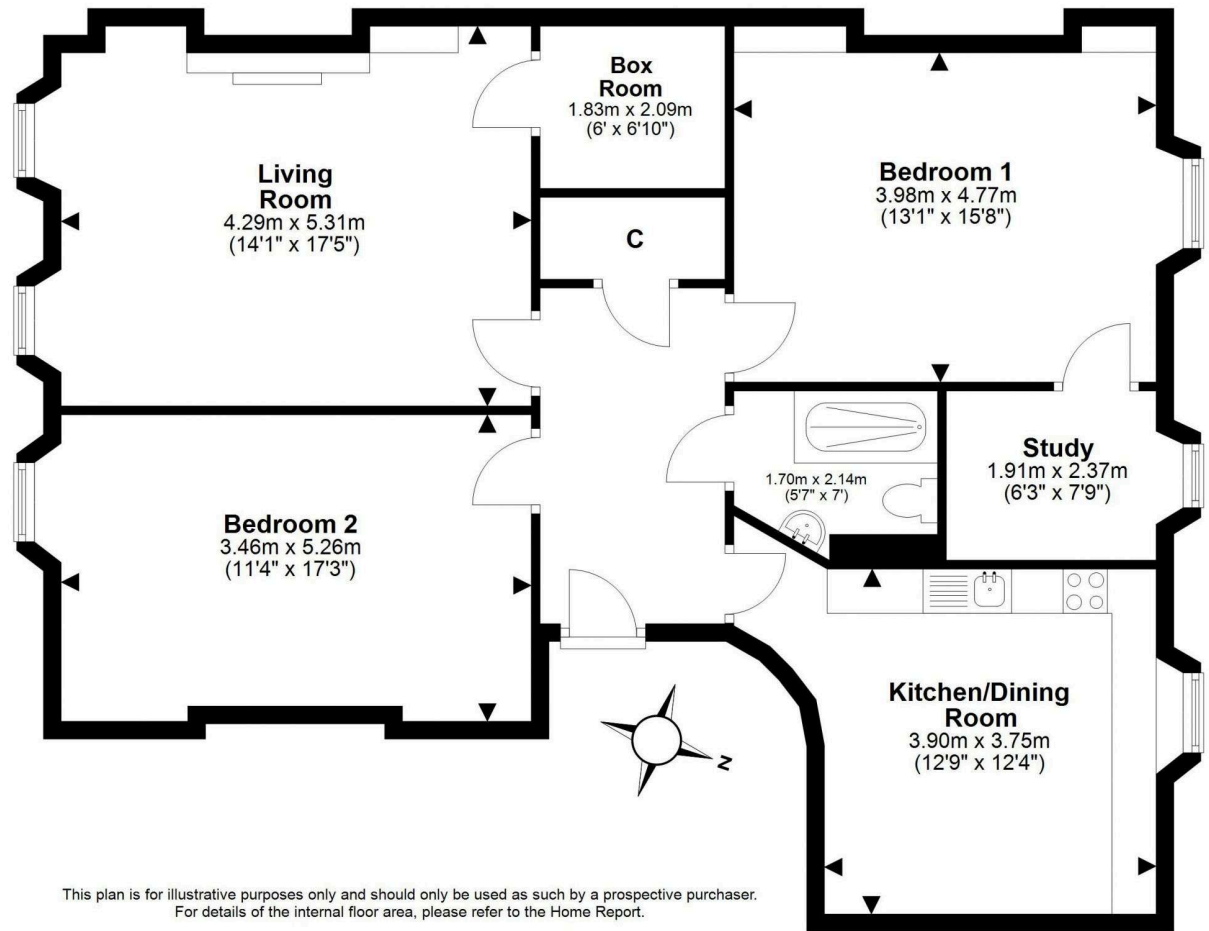 Box
Room
1.83m x 2.09m
(6' x 6'10")
Living
Room
4.29m x 5.31m
(14'1" x 17'5")
Bedroom 1
3.98m x 4.77m
(13'1" x 15'8")
C
Bedroom 2
3.46m x 5.26m
(11'4" x 17'3")
1.70m x 2.14m
(5'7" x 7')
Study
1.91m x 2.37m
(6'3" x 7'9")
Kitchen/Dining
Room
3.90m x 3.75m
(12'9" x 12'4")
N
This plan is for illustrative purposes only and should only be used as such by a prospective purchaser.
For details of the internal floor area, please refer to the Home Report.